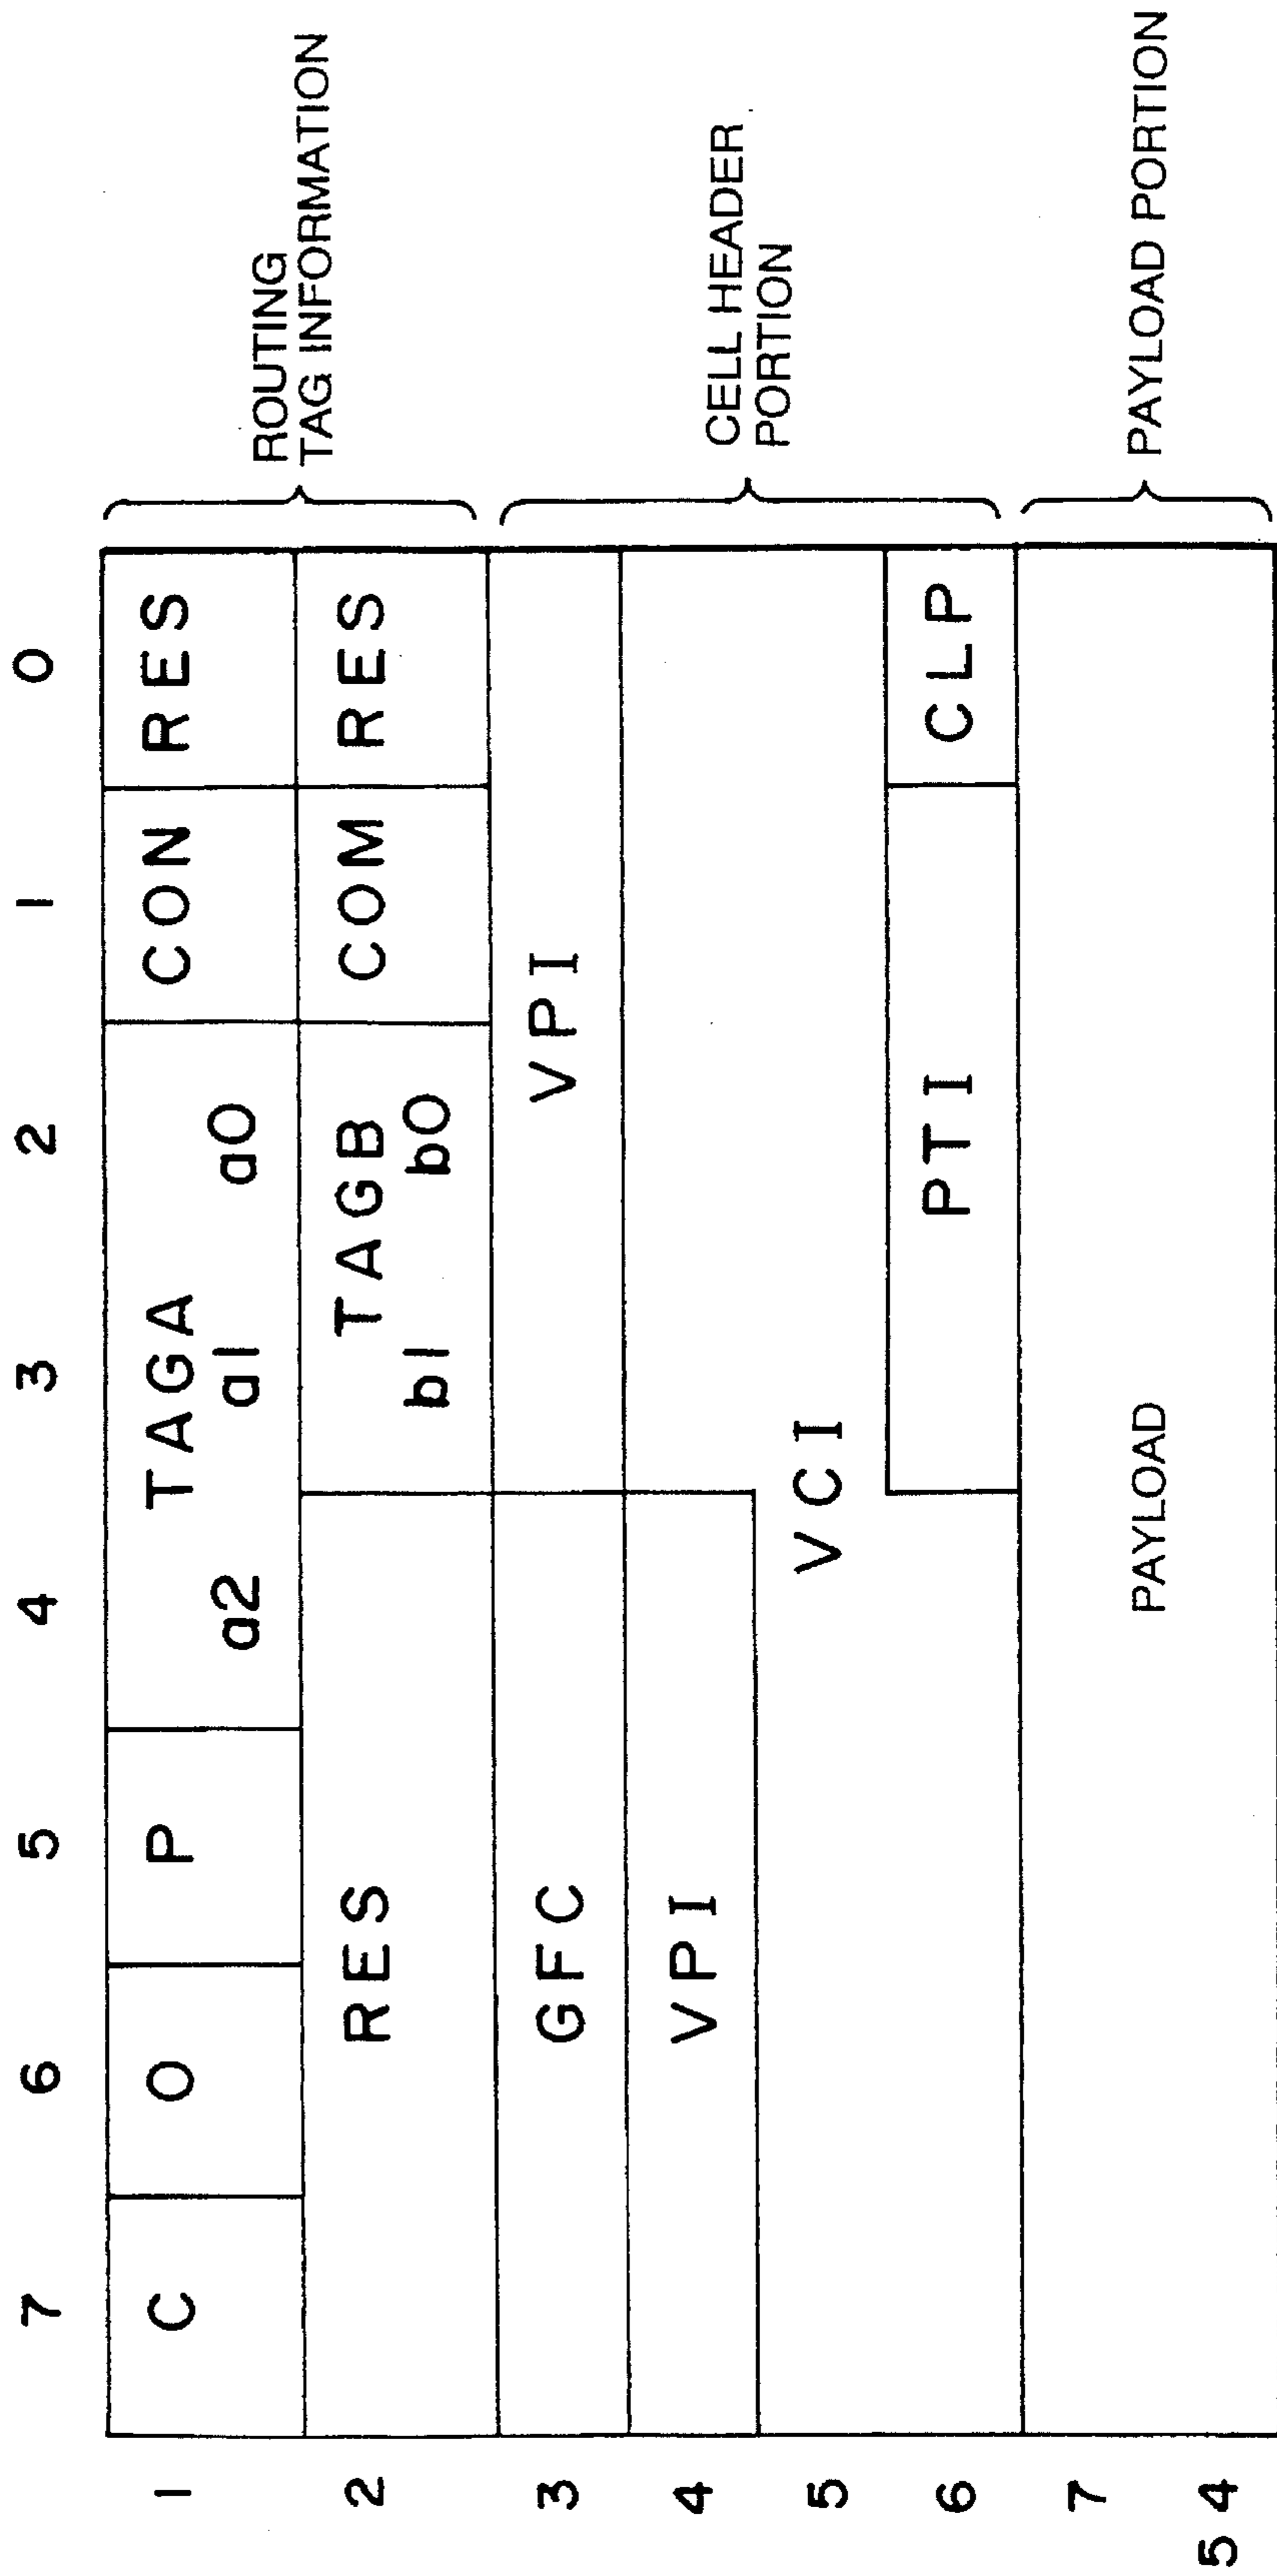 7 6 5 4 3 2 1 0
1 C O P TAGA CON RES
a2 a1 a0
ROUTING
TAG INFORMATION
2 RES TAGB COM RES
b1 b0
3 GFC VPI
4 VPI
CELL HEADER
PORTION
5 VCI
6 PTI CLP
7
PAYLOAD
PAYLOAD PORTION
54